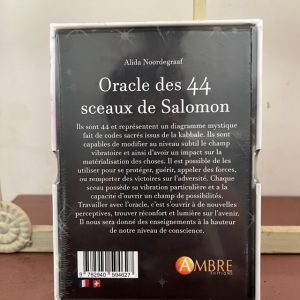 Alida Noordegraaf
Oracle des 44
sceaux de Salomon
Ils sont 44 et représentent un diagramme mystique
fait de codes sacrés issus de la kabbale. Ils sont
capables de modifier au niveau subtil le champ
vibratoire et ainsi d'avoir un impact sur la
matérialisation des choses. Il est possible de les
utiliser pour se protéger, guérir, appeler des forces,
ou remporter des victoires sur l'adversité. Chaque
sceau possède sa vibration particulière et a la
capacité d'ouvrir un champ de possibilités.
Travailler avec l'oracle, c'est s'ouvrir à de nouvelles
perceptives, trouver réconfort et lumière sur l'avenir.
Il nous sera donné des enseignements à la hauteur
de notre niveau de conscience.
AMBRE
EDITIONS
9 782940 594627